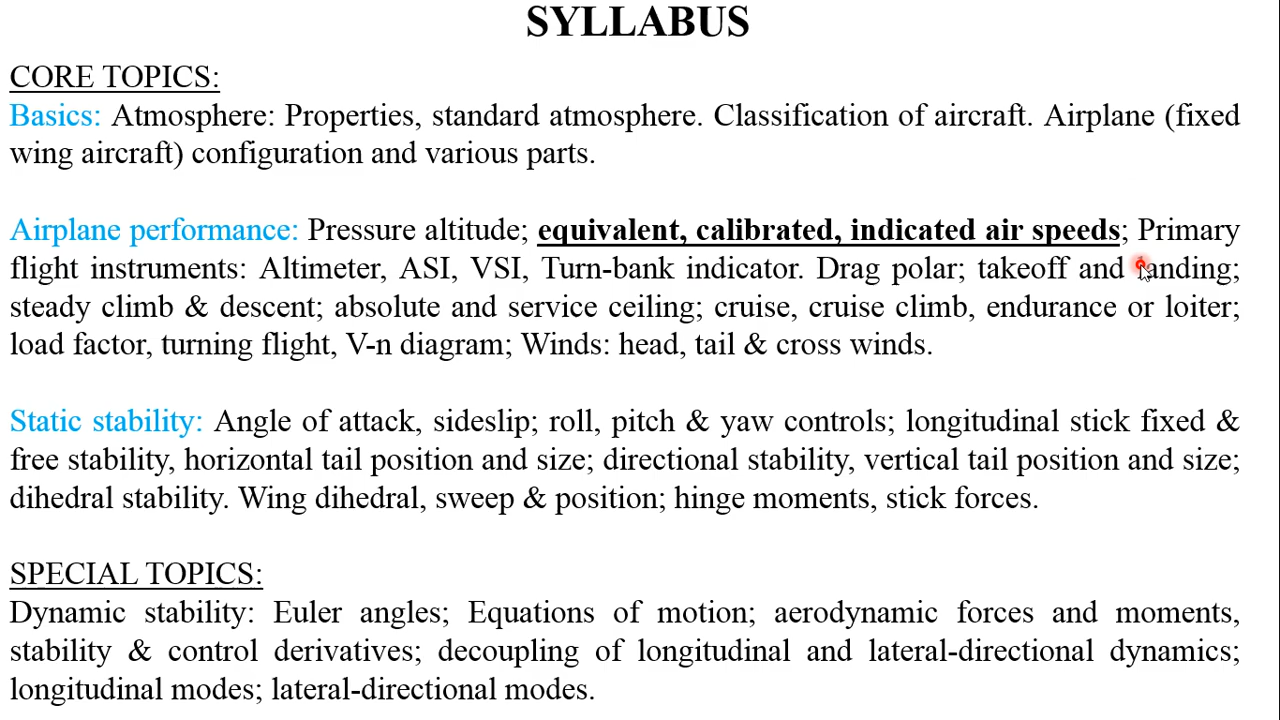 SYLLABUS
CORE TOPICS:
Basics: Atmosphere: Properties, standard atmosphere. Classification of aircraft. Airplane (fixed
wing aircraft) configuration and various parts.
Airplane performance: Pressure altitude; equivalent, calibrated, indicated air speeds; Primary
flight instruments: Altimeter, ASI, VSI, Turn-bank indicator. Drag polar; takeoff and landing;
steady climb & descent; absolute and service ceiling; cruise, cruise climb, endurance or loiter;
load factor, turning flight, V-n diagram; Winds: head, tail & cross winds.
Static stability: Angle of attack, sideslip; roll, pitch & yaw controls; longitudinal stick fixed &
free stability, horizontal tail position and size; directional stability, vertical tail position and size;
dihedral stability. Wing dihedral, sweep & position; hinge moments, stick forces.
SPECIAL TOPICS:
Dynamic stability: Euler angles; Equations of motion; aerodynamic forces and moments,
stability & control derivatives; decoupling of longitudinal and lateral-directional dynamics;
longitudinal modes; lateral-directional modes.